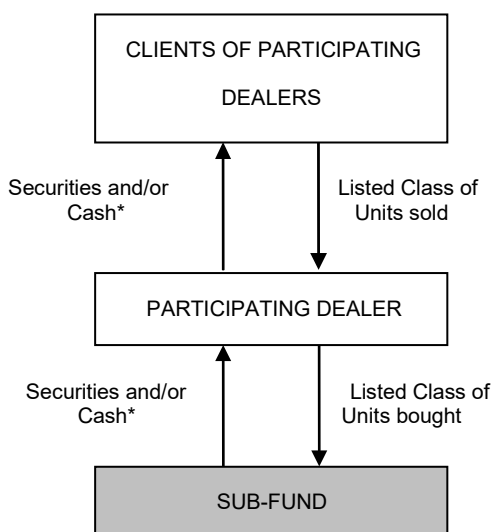 CLIENTS OF PARTICIPATING
DEALERS
Securities and/or
Cash*
Listed Class of
Units sold
PARTICIPATING DEALER
Securities and/or
Cash*
Listed Class of
Units bought
SUB-FUND